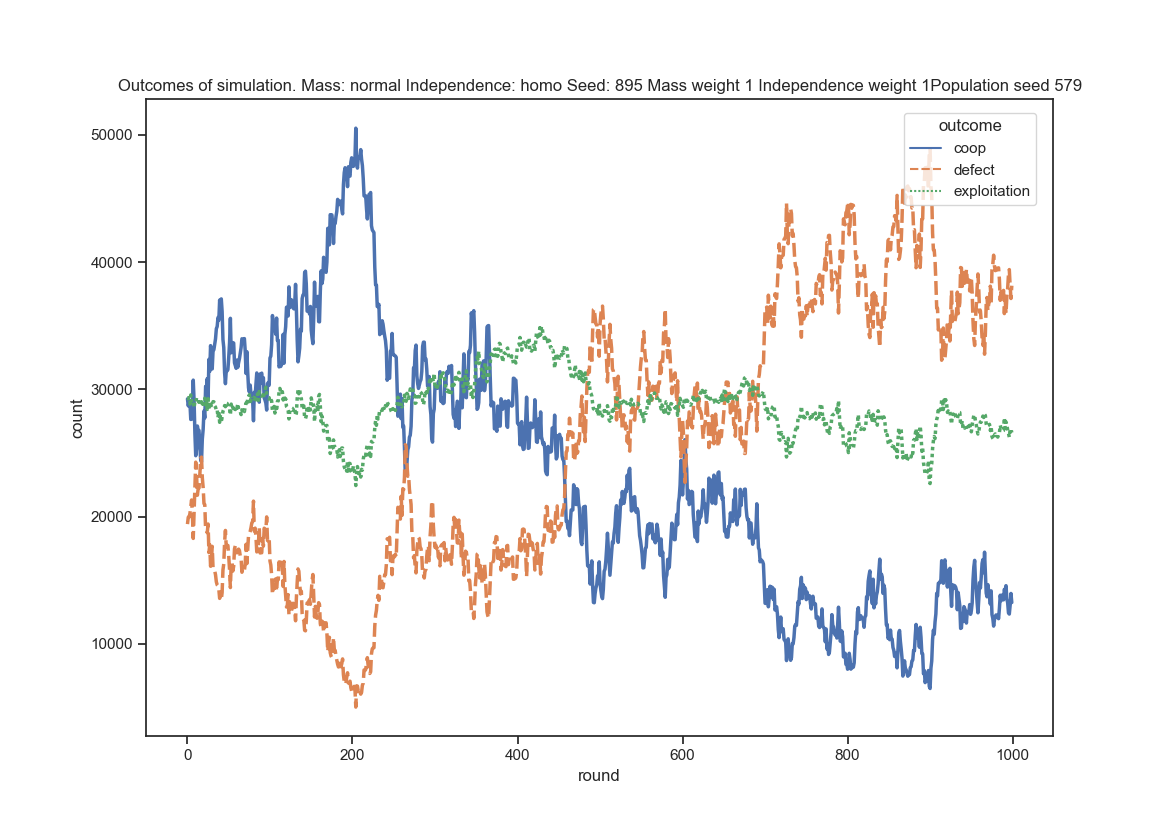 Outcomes of simulation. Mass: normal Independence: homo Seed: 895 Mass weight 1 Independence weight 1Population seed 579
outcome
coop
defect
exploitation
50000
40000
30000
20000
10000
count
0 200 400 600 800 1000
round